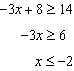 −3x + 8 ≥ 14
−3x ≥ 6
x ≤ −2